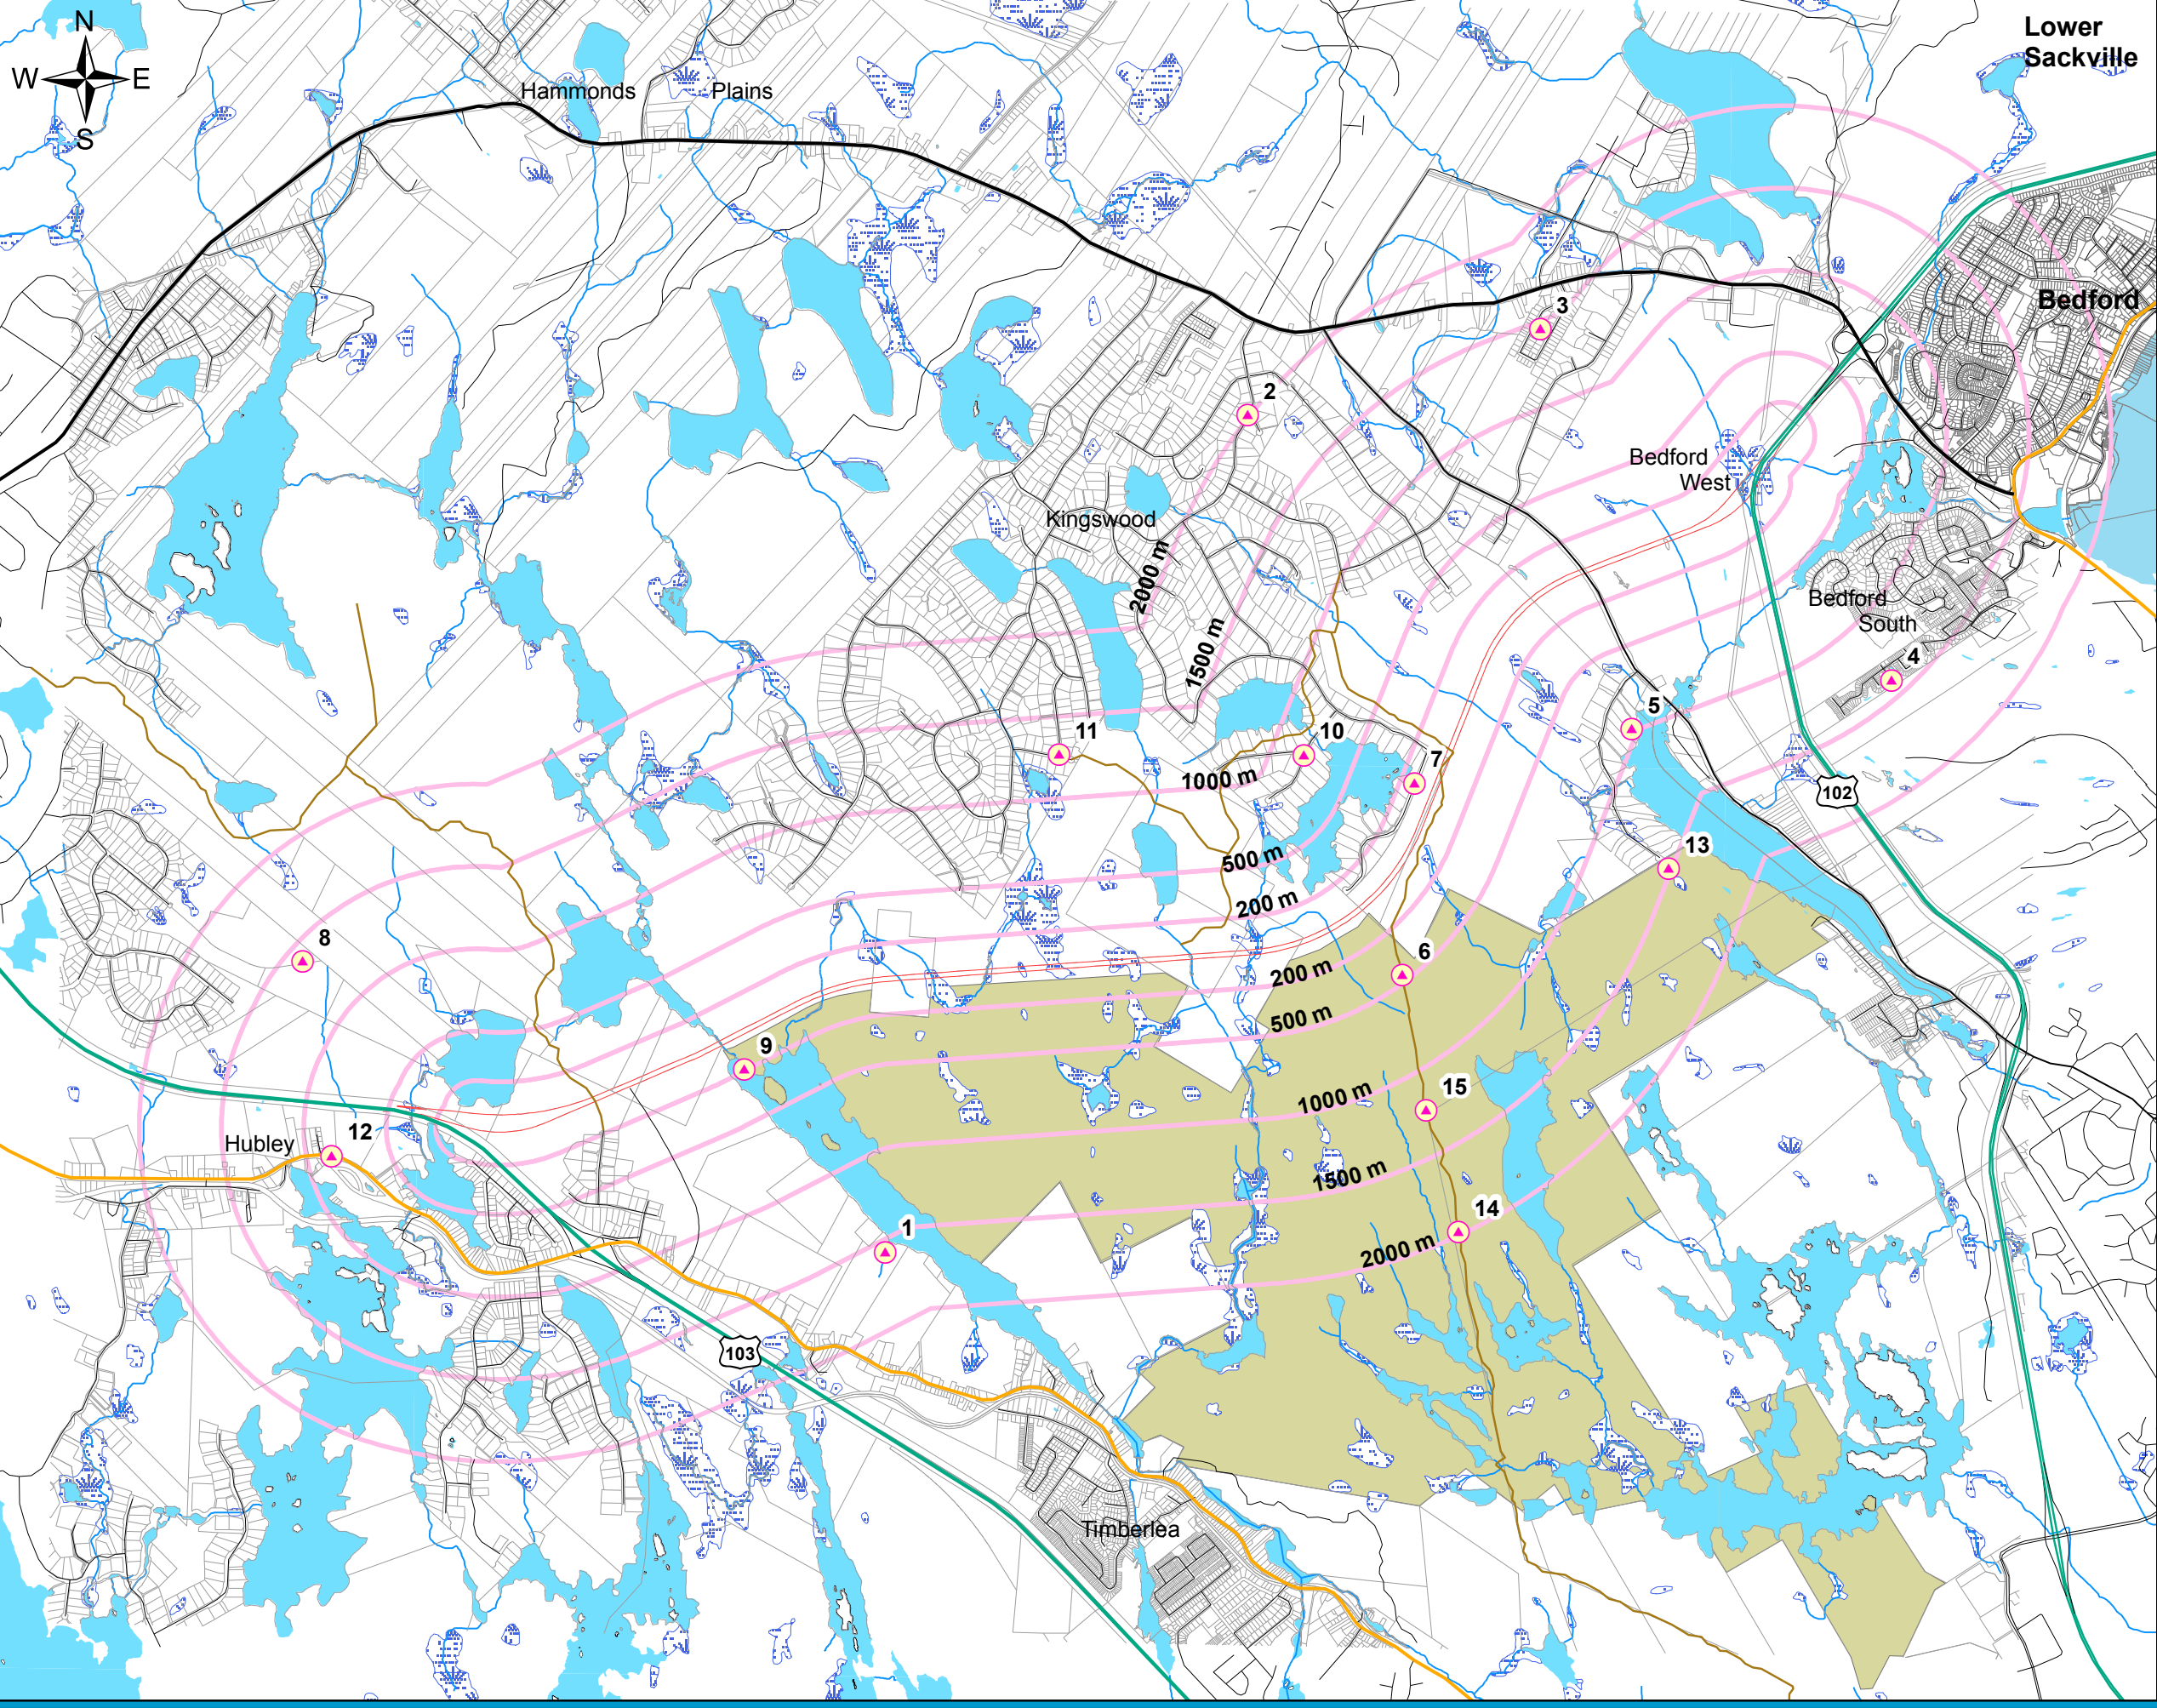 N
W E
S
Lower
Sackville
Hammonds Plains
Bedford
3
2
Bedford
West
Kingswood
2000 m
Bedford
South
1500 m
4
5
11
10
7
1000 m
102
13
500 m
200 m
8
6
200 m
500 m
9
15
1000 m
12
Hubley
1500 m
14
1
2000 m
103
Timberlea